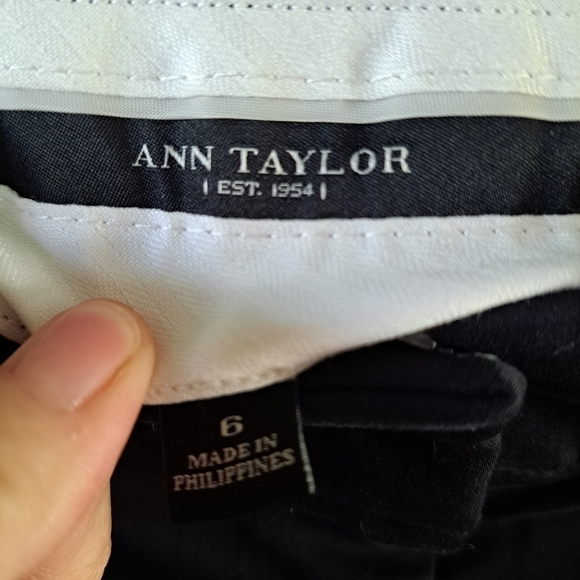 ANN TAYLOR
| EST. 1954 |
6
MADE IN
PHILIPPINES